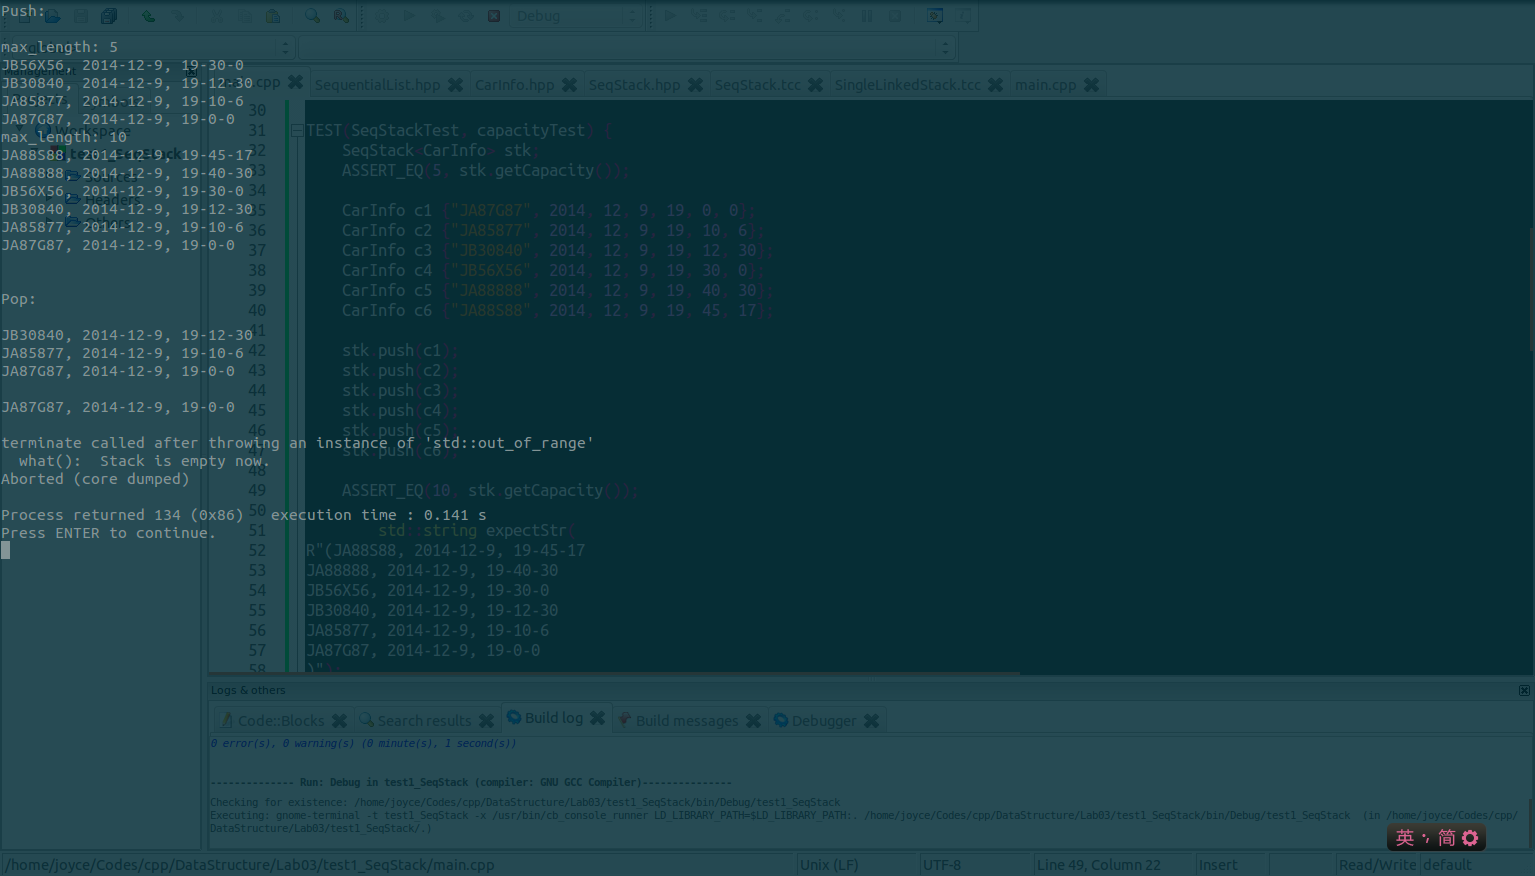 Push:
max_length: 5
JB56X56, 2014-12-9, 19-30-0
JB30840, 2014-12-9, 19-12-30
JA85877, 2014-12-9, 19-10-6
JA87G87, 2014-12-9, 19-0-0
max_length: 10
JA88S88, 2014-12-9, 19-45-17
JA88888, 2014-12-9, 19-40-30
JB56X56, 2014-12-9, 19-30-0
JB30840, 2014-12-9, 19-12-30
JA85877, 2014-12-9, 19-10-6
JA87G87, 2014-12-9, 19-0-0
Pop:
JB30840, 2014-12-9, 19-12-30
JA85877, 2014-12-9, 19-10-6
JA87G87, 2014-12-9, 19-0-0
JA87G87, 2014-12-9, 19-0-0
terminate called after throwing an instance of 'std::out_of_range'
what():  Stack is empty now.
Aborted (core dumped)
Process returned 134 (0x86)   execution time : 0.141 s
Press ENTER to continue.
Debug
Management
Workspace
Headers
.cpp SequentialList.hpp CarInfo.hpp SeqStack.hpp SeqStack.tcc SingleLinkedStack.tcc main.cpp
30
31 TEST(SeqStackTest, capacityTest) {
32 SeqStack<CarInfo> stk;
33 ASSERT_EQ(5, stk.getCapacity());
34
35 CarInfo c1 {"JA87G87", 2014, 12, 9, 19, 0, 0};
36 CarInfo c2 {"JA85877", 2014, 12, 9, 19, 10, 6};
37 CarInfo c3 {"JB30840", 2014, 12, 9, 19, 12, 30};
38 CarInfo c4 {"JB56X56", 2014, 12, 9, 19, 30, 0};
39 CarInfo c5 {"JA88888", 2014, 12, 9, 19, 40, 30};
40 CarInfo c6 {"JA88S88", 2014, 12, 9, 19, 45, 17};
41
42 stk.push(c1);
43 stk.push(c2);
44 stk.push(c3);
45 stk.push(c4);
46 stk.push(c5);
47 stk.push(c6);
48
49 ASSERT_EQ(10, stk.getCapacity());
50
51 std::string expectStr(
52 R"(JA88S88, 2014-12-9, 19-45-17
53 JA88888, 2014-12-9, 19-40-30
54 JB56X56, 2014-12-9, 19-30-0
55 JB30840, 2014-12-9, 19-12-30
56 JA85877, 2014-12-9, 19-10-6
57 JA87G87, 2014-12-9, 19-0-0
58 )");
Logs & others
Code::Blocks Search results Build log Build messages Debugger
0 error(s), 0 warning(s) (0 minute(s), 1 second(s))
-------------- Run: Debug in test1_SeqStack (compiler: GNU GCC Compiler)---------------
Checking for existence: /home/joyce/Codes/cpp/DataStructure/Lab03/test1_SeqStack/bin/Debug/test1_SeqStack
Executing: gnome-terminal -t test1_SeqStack -x /usr/bin/cb_console_runner LD_LIBRARY_PATH=$LD_LIBRARY_PATH:. /home/joyce/Codes/cpp/DataStructure/Lab03/test1_SeqStack/bin/Debug/test1_SeqStack  (in /home/joyce/Codes/cpp/
DataStructure/Lab03/test1_SeqStack/.)
英 简
/home/joyce/Codes/cpp/DataStructure/Lab03/test1_SeqStack/main.cpp Unix (LF) UTF-8 Line 49, Column 22 Insert Read/Write default